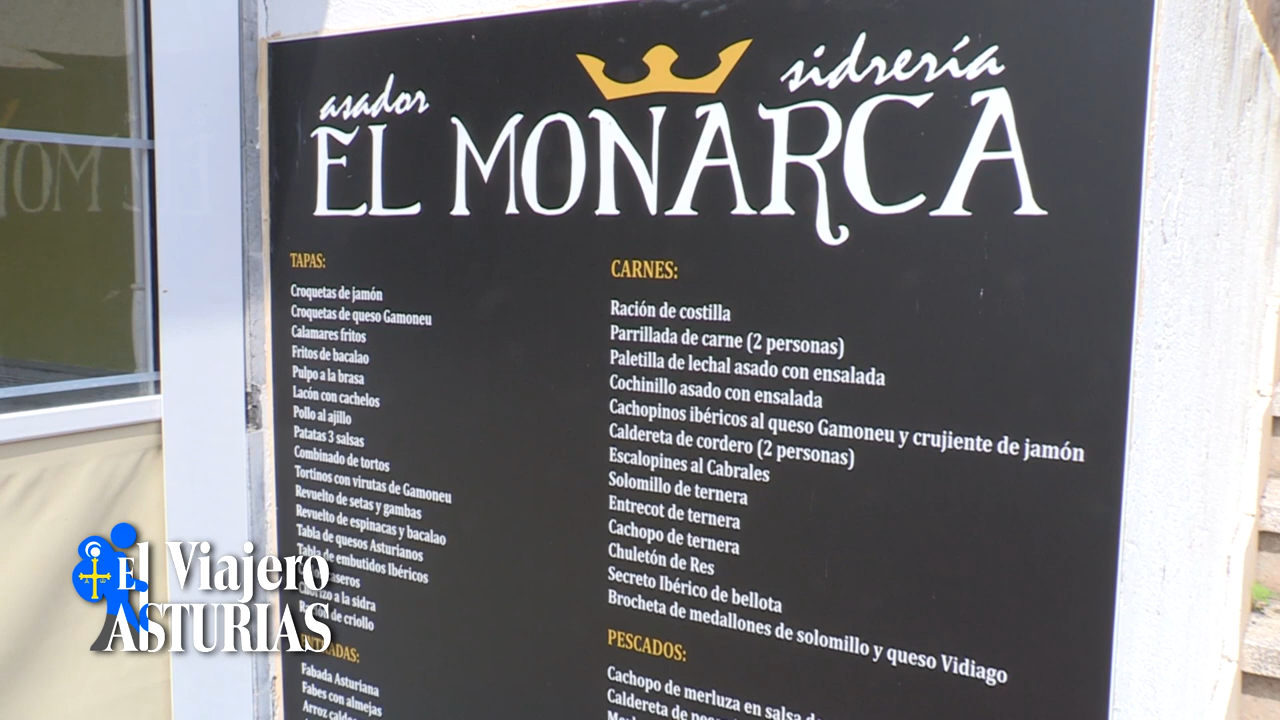 asador
sidrería
EL MONARCA
TAPAS:
Croquetas de jamón
Croquetas de queso Gamoneu
Calamares fritos
Fritos de bacalao
Pulpo a la brasa
Lacón con cachelos
Pollo al ajillo
Patatas 3 salsas
Combinado de tortos
Tortinos con virutas de Gamoneu
Revuelto de setas y gambas
Revuelto de espinacas y bacalao
Tabla de quesos Asturianos
Tabla de embutidos Ibéricos
a la sidra
de criollo
Fabada Asturiana
Fabes con almejas
Arroz
CARNES:
Ración de costilla
Parrillada de carne (2 personas)
Paletilla de lechal asado con ensalada
Cochinillo asado con ensalada
Cachopinos ibéricos al queso Gamoneu y crujiente de jamón
Caldereta de cordero (2 personas)
Escalopines al Cabrales
Solomillo de ternera
Entrecot de ternera
Cachopo de ternera
Chuletón de Res
Secreto Ibérico de bellota
Brocheta de medallones de solomillo y queso Vidiago
PESCADOS:
Cachopo de merluza en salsa
Caldereta de
El Viajero
ASTURIAS